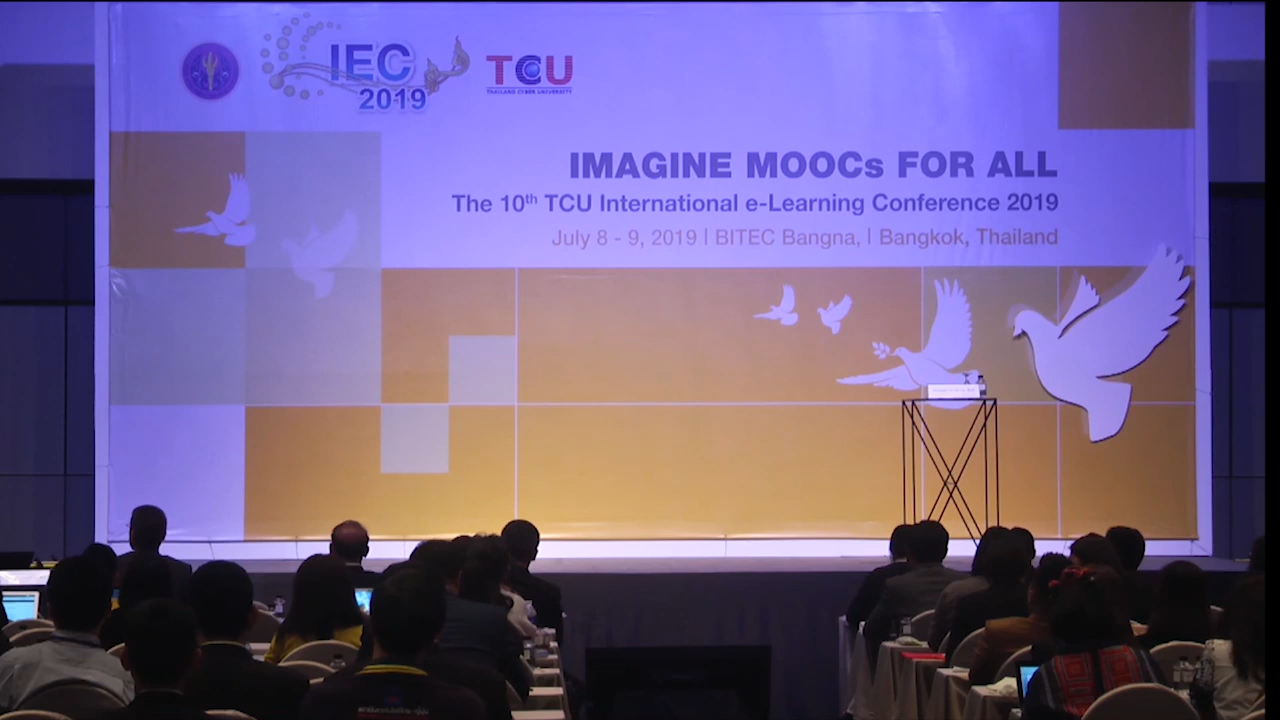 IEC
2019
TCU
THAILAND CYBER UNIVERSITY
IMAGINE MOOCs FOR ALL
The 10th TCU International e-Learning Conference 2019
July 8 - 9, 2019 | BITEC Bangna, | Bangkok, Thailand